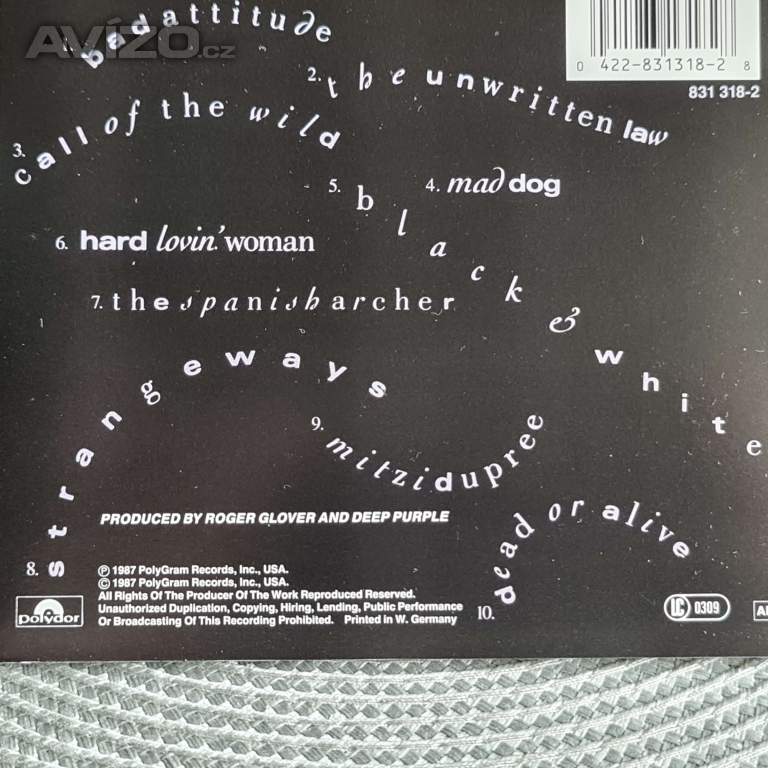 AVÍZO.cz
bad attitude
2. the unwritten law
0 422-831318-2 8
831 318-2
3. call of the wild
4. mad dog
5. black & white
6. hard lovin' woman
7. the spanish archer
8. strangeways
9. mitzi dupree
10. dead or alive
PRODUCED BY ROGER GLOVER AND DEEP PURPLE
℗ 1987 PolyGram Records, Inc., USA.
© 1987 PolyGram Records, Inc., USA.
All Rights Of The Producer Of The Work Reproduced Reserved.
Unauthorized Duplication, Copying, Hiring, Lending, Public Performance
Or Broadcasting Of This Recording Prohibited. Printed in W. Germany
polydor
LC 0309